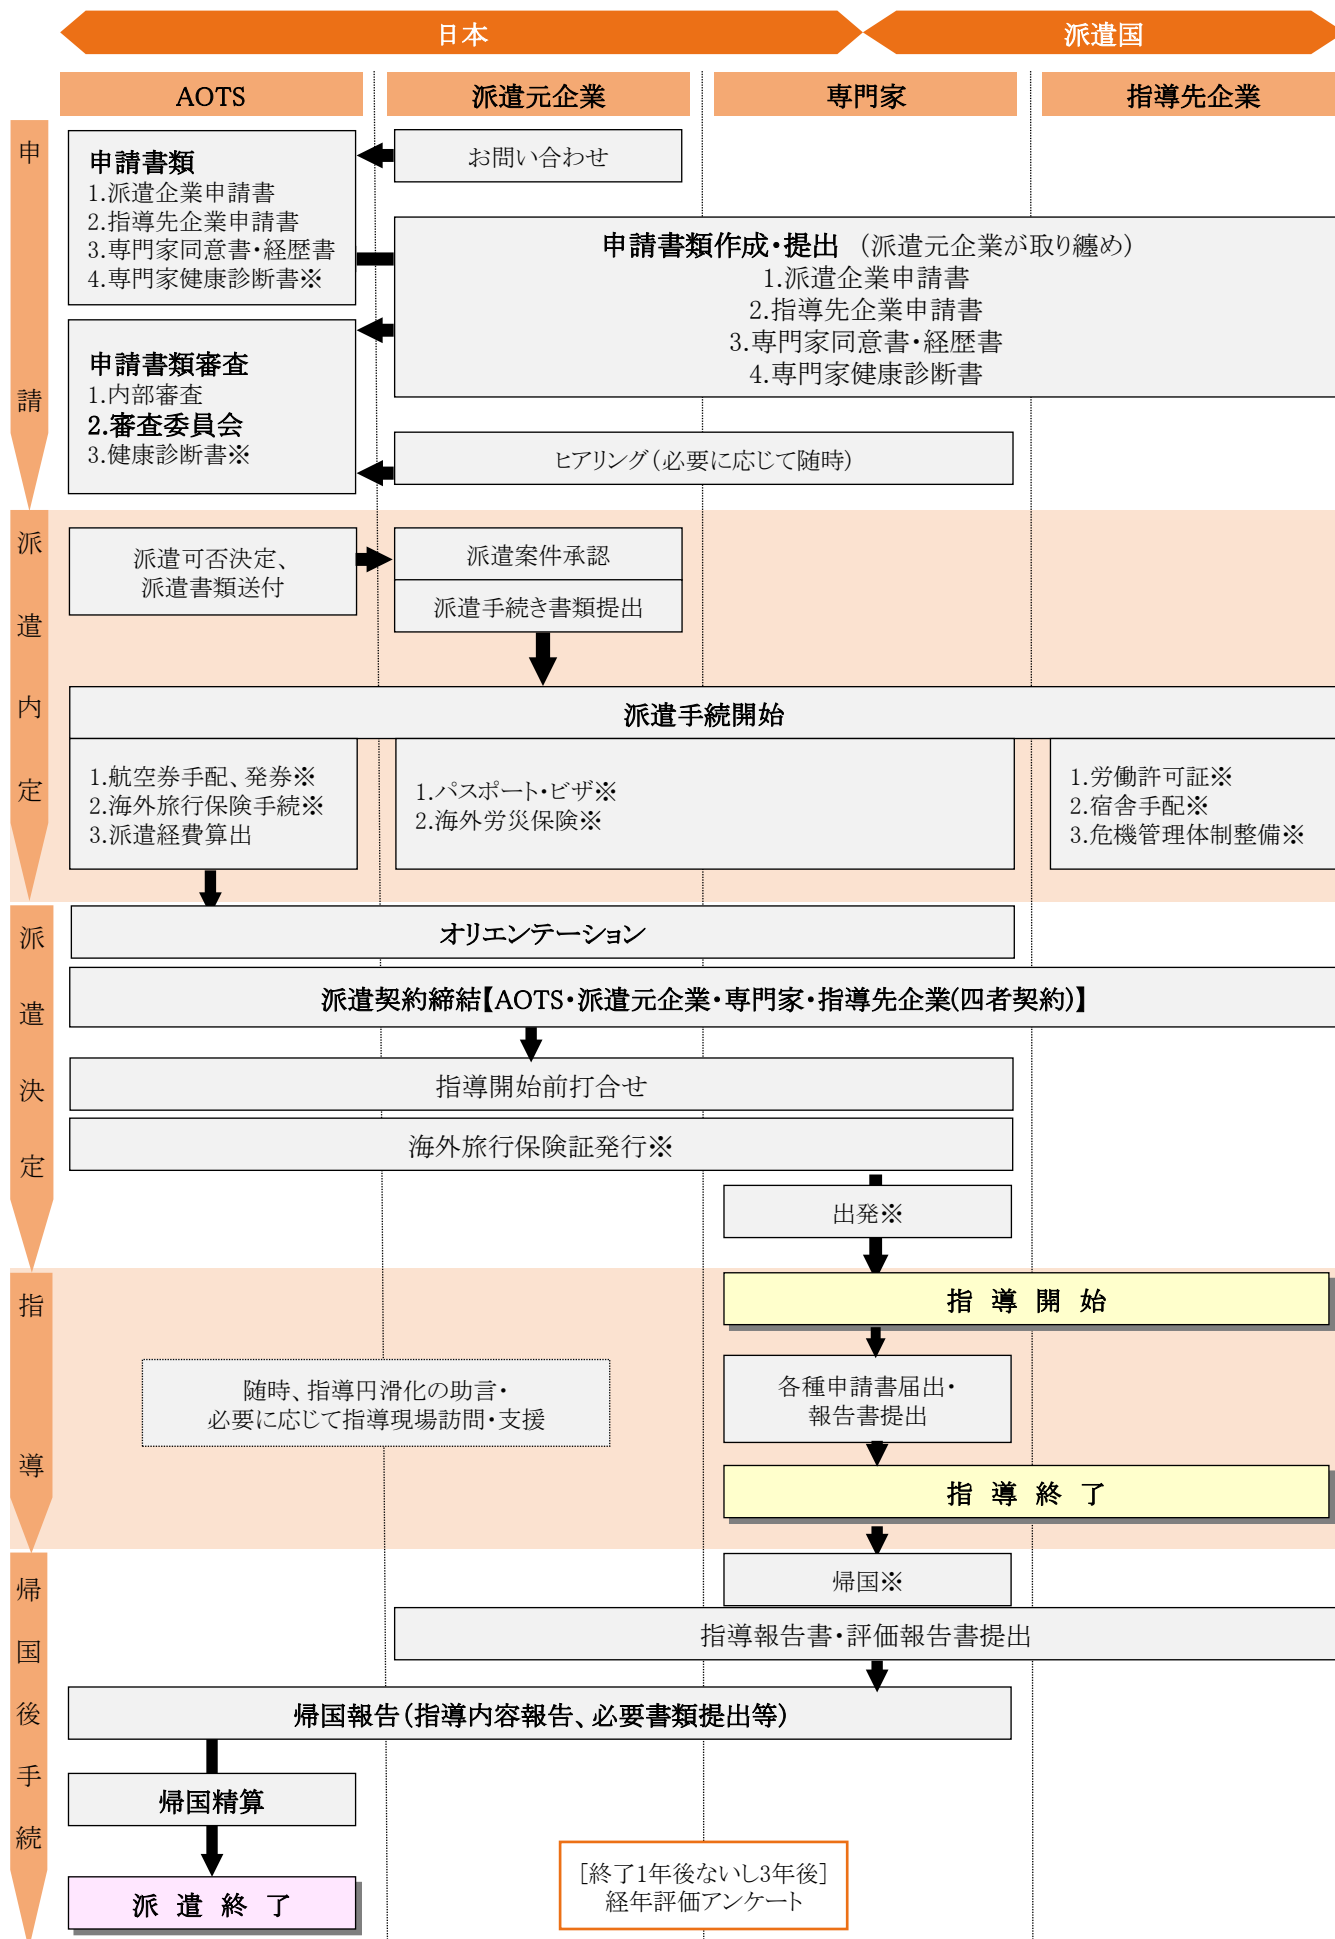 日本
派遣国
AOTS
派遣元企業
専門家
指導先企業
申請
お問い合わせ
申請書類
1.派遣企業申請書
2.指導先企業申請書
3.専門家同意書・経歴書
4.専門家健康診断書※
申請書類作成・提出 （派遣元企業が取り纏め）
1.派遣企業申請書
2.指導先企業申請書
3.専門家同意書・経歴書
4.専門家健康診断書
申請書類審査
1.内部審査
2.審査委員会
3.健康診断書※
ヒアリング（必要に応じて随時）
派遣内定
派遣可否決定、
派遣書類送付
派遣案件承認
派遣手続き書類提出
派遣手続開始
1.航空券手配、発券※
2.海外旅行保険手続※
3.派遣経費算出
1.パスポート・ビザ※
2.海外労災保険※
1.労働許可証※
2.宿舎手配※
3.危機管理体制整備※
派遣決定
オリエンテーション
派遣契約締結【AOTS・派遣元企業・専門家・指導先企業(四者契約)】
指導開始前打合せ
海外旅行保険証発行※
出発※
指導
指 導 開 始
随時、指導円滑化の助言・
必要に応じて指導現場訪問・支援
各種申請書届出・
報告書提出
指 導 終 了
帰国後手続
帰国※
指導報告書・評価報告書提出
帰国報告（指導内容報告、必要書類提出等）
帰国精算
[終了1年後ないし3年後]
経年評価アンケート
派 遣 終 了